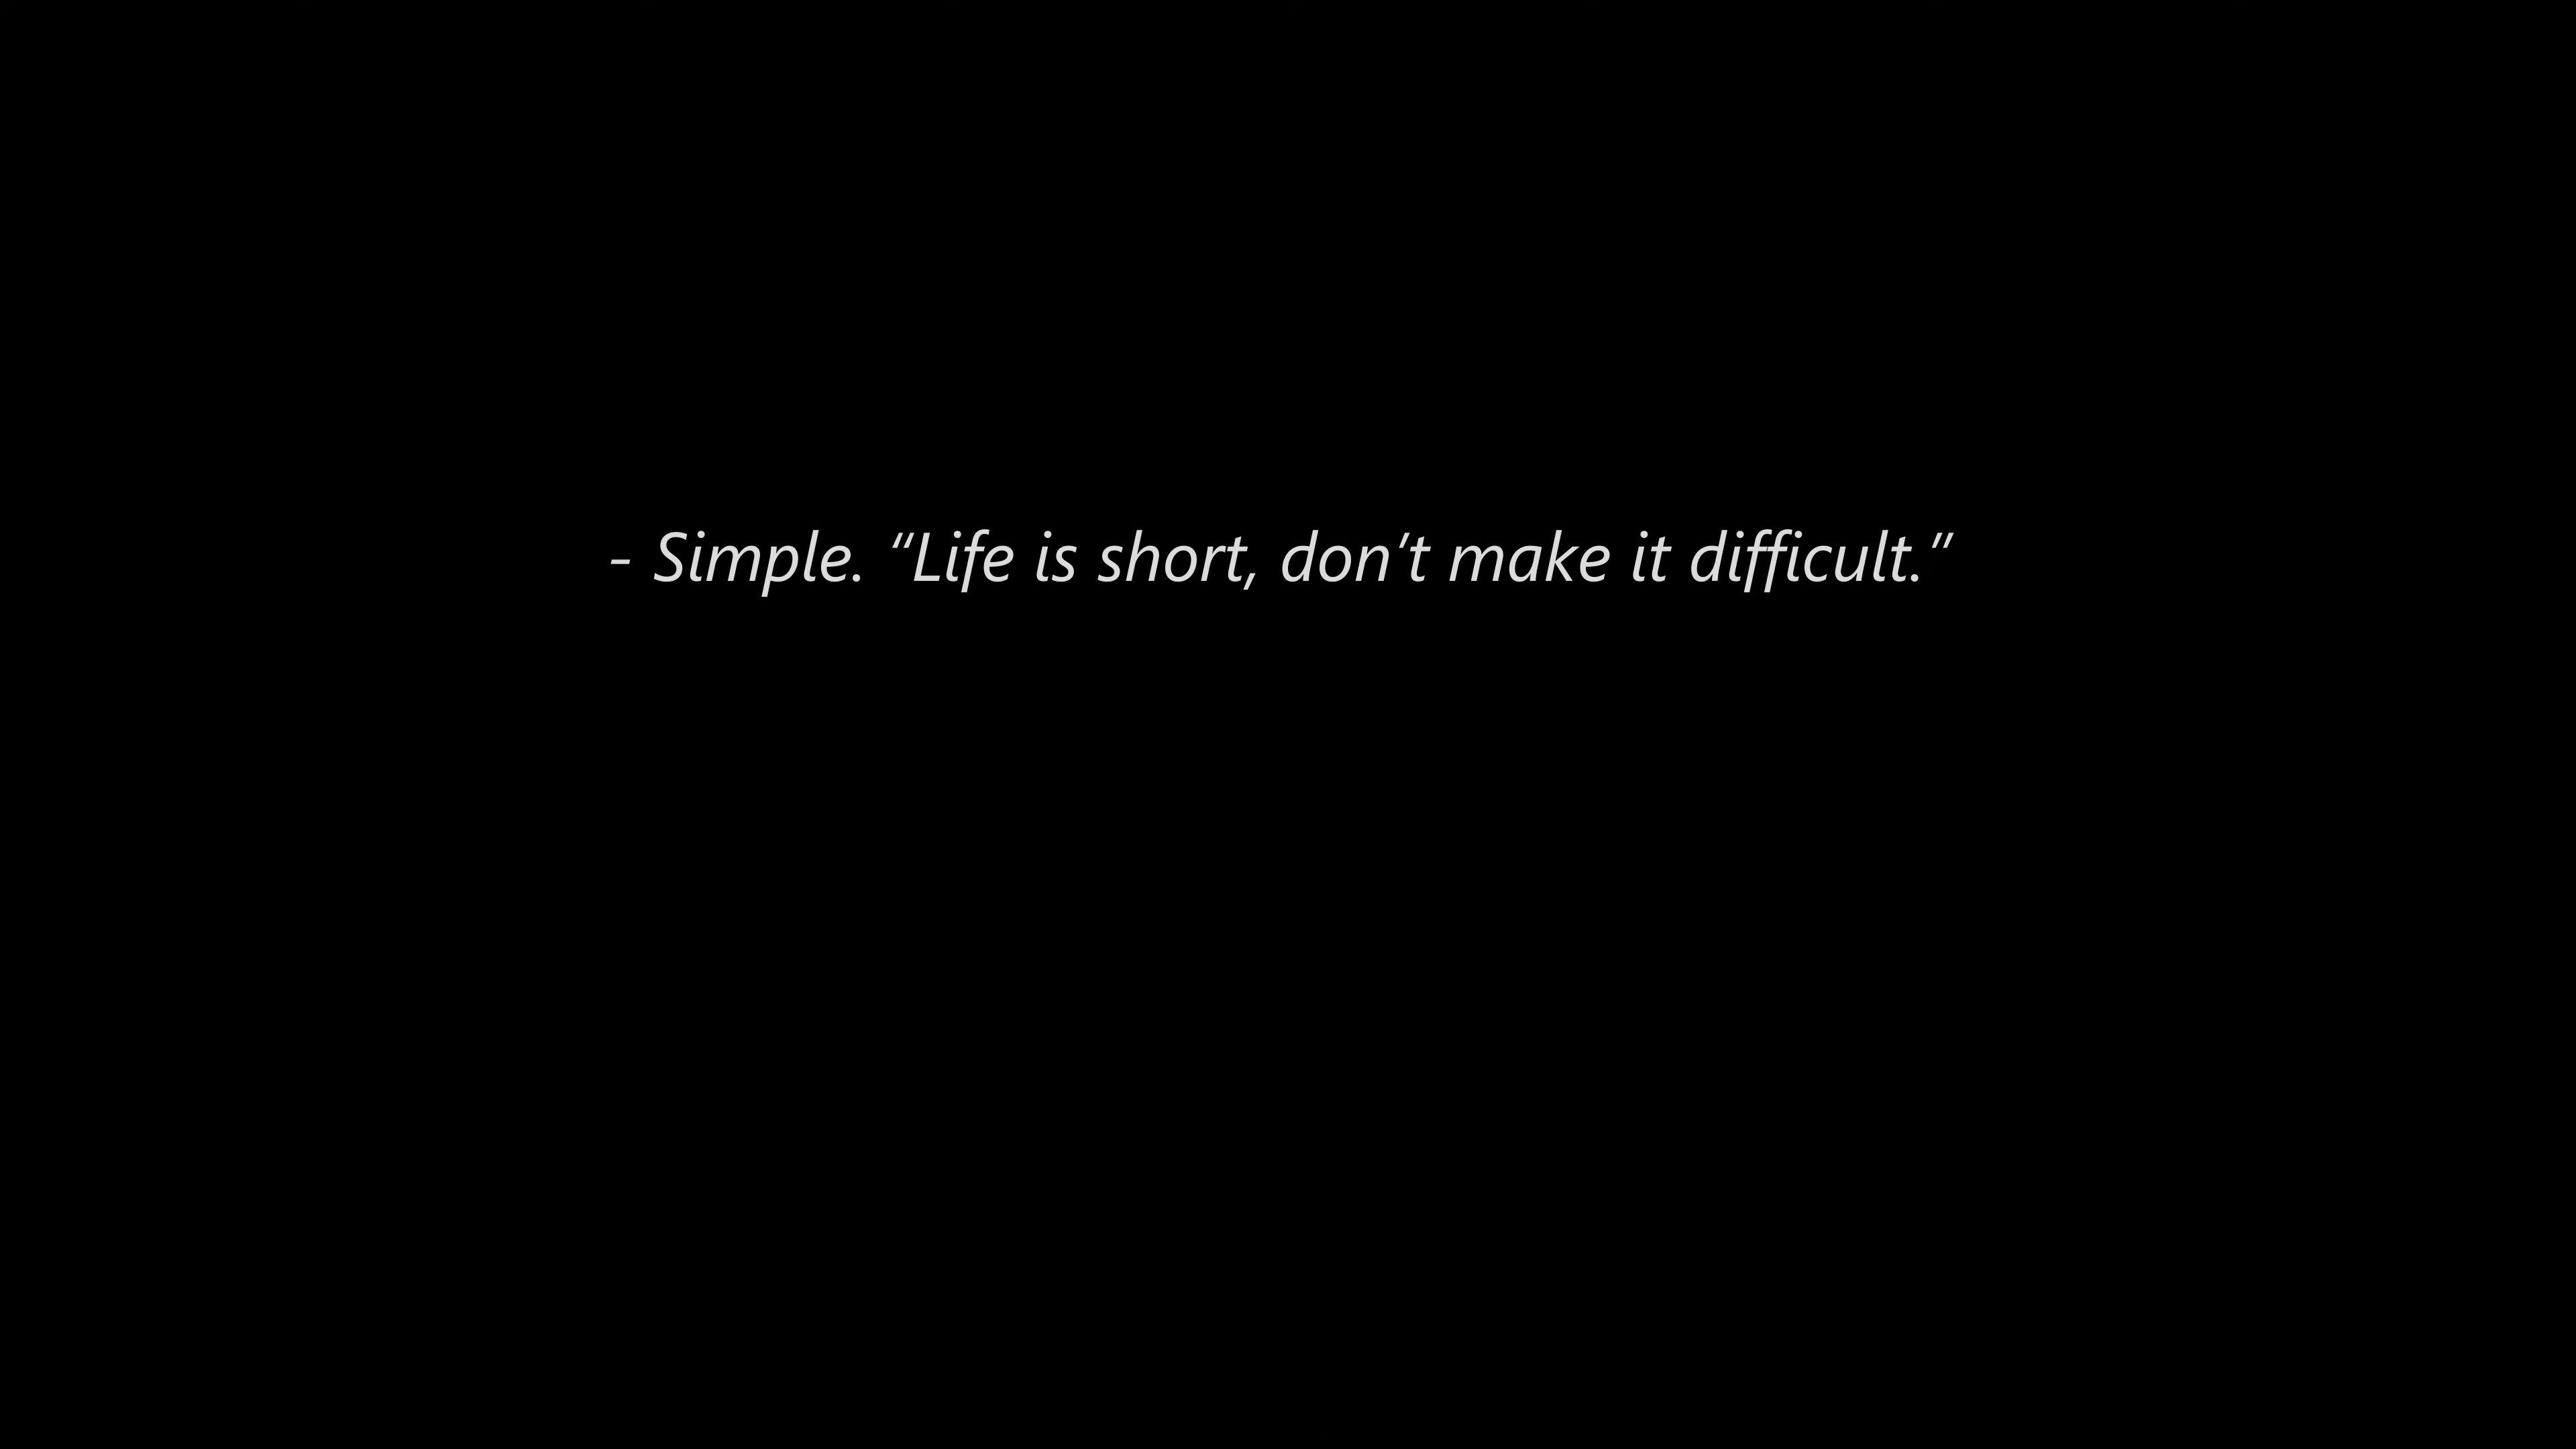 - Simple. “Life is short, don’t make it difficult.”